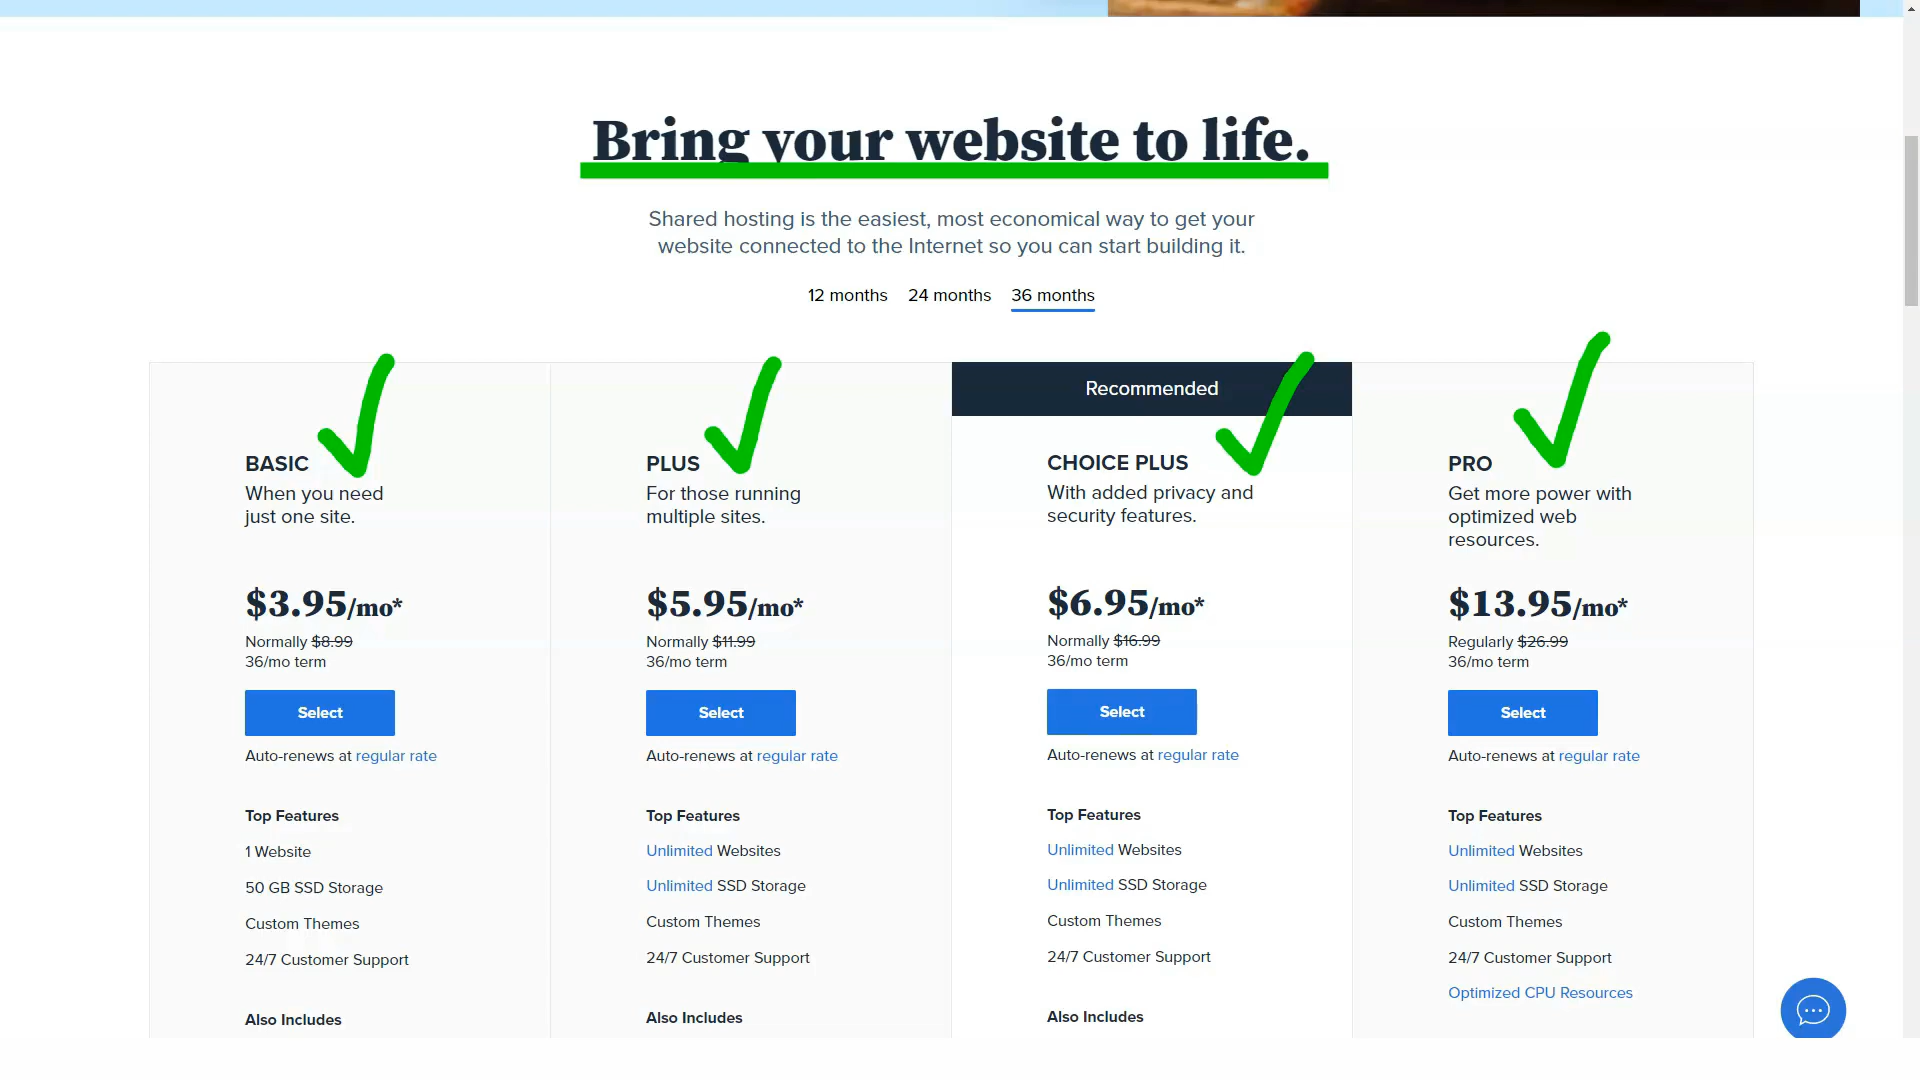 Bring your website to life.
Shared hosting is the easiest, most economical way to get your
website connected to the Internet so you can start building it.
12 months 24 months 36 months
BASIC
When you need
just one site.
$3.95/mo*
Normally $8.99
36/mo term
Select
Auto-renews at regular rate
Top Features
1 Website
50 GB SSD Storage
Custom Themes
24/7 Customer Support
Also Includes
PLUS
For those running
multiple sites.
$5.95/mo*
Normally $11.99
36/mo term
Select
Auto-renews at regular rate
Top Features
Unlimited Websites
Unlimited SSD Storage
Custom Themes
24/7 Customer Support
Also Includes
Recommended
CHOICE PLUS
With added privacy and
security features.
$6.95/mo*
Normally $16.99
36/mo term
Select
Auto-renews at regular rate
Top Features
Unlimited Websites
Unlimited SSD Storage
Custom Themes
24/7 Customer Support
Also Includes
PRO
Get more power with
optimized web
resources.
$13.95/mo*
Regularly $26.99
36/mo term
Select
Auto-renews at regular rate
Top Features
Unlimited Websites
Unlimited SSD Storage
Custom Themes
24/7 Customer Support
Optimized CPU Resources